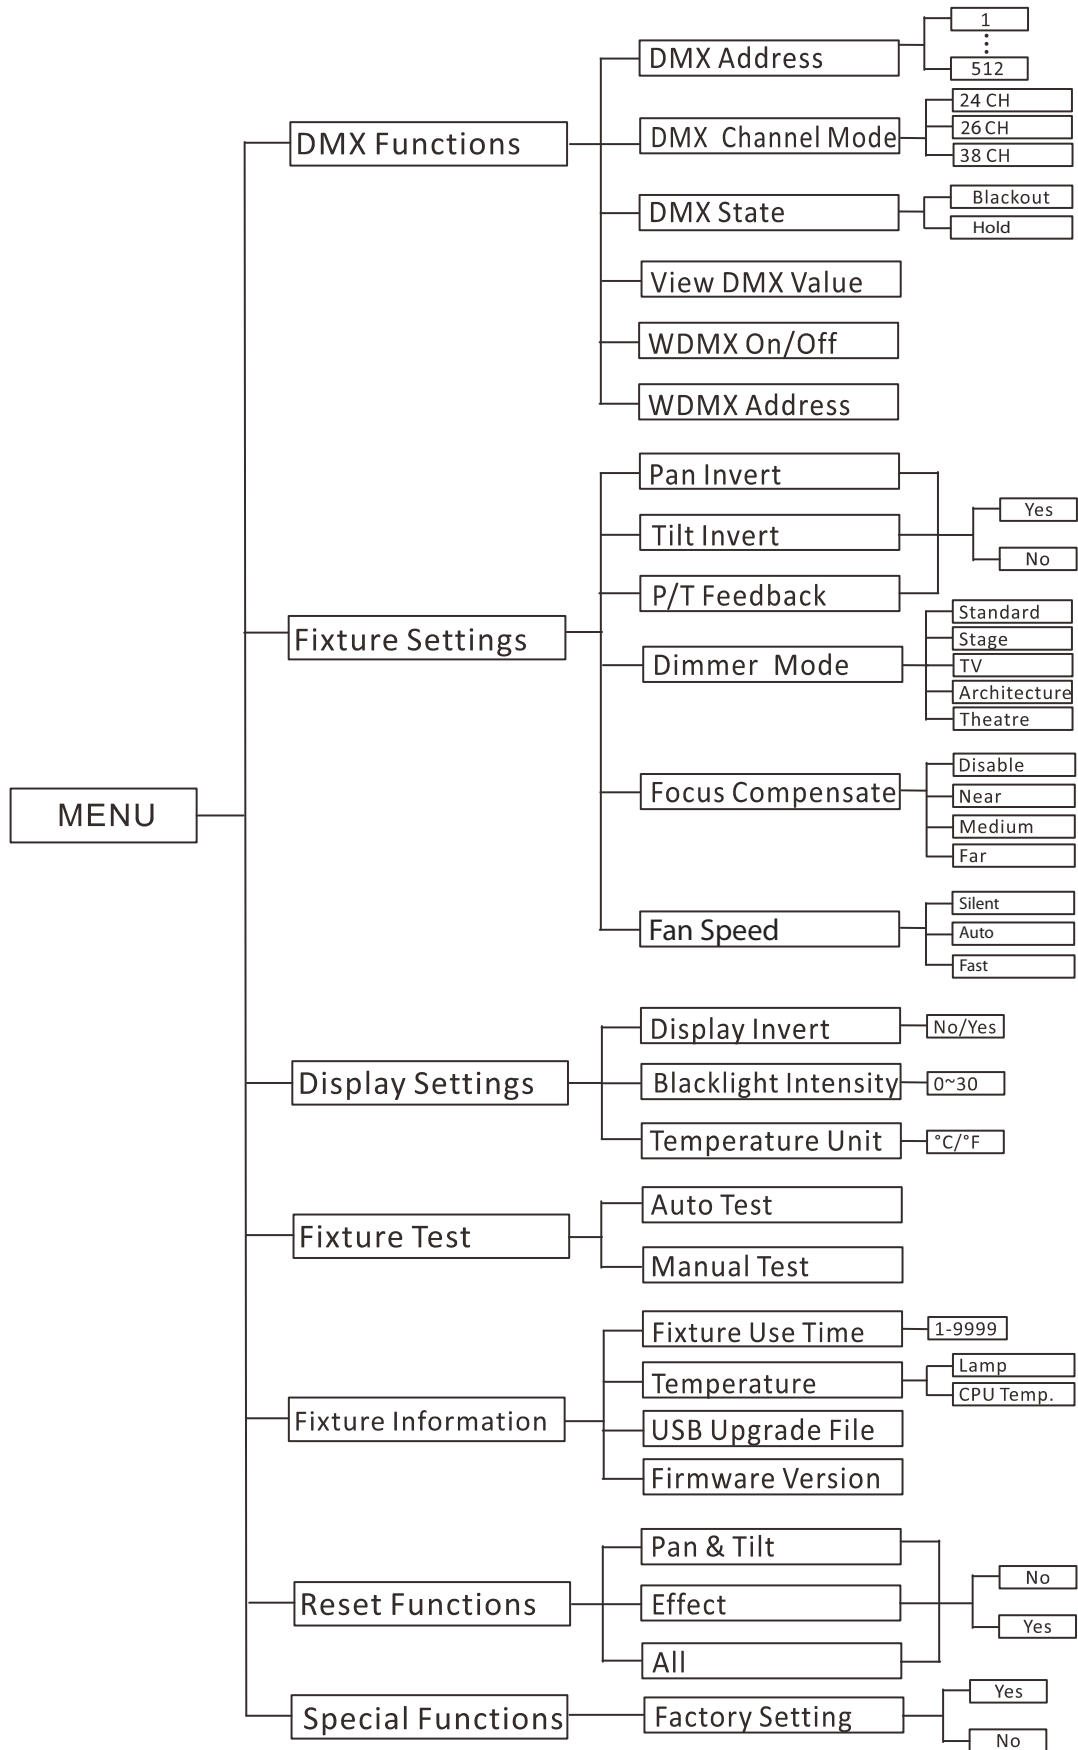 MENU
DMX Functions
DMX Address
1
512
DMX Channel Mode
24 CH
26 CH
38 CH
DMX State
Blackout
Hold
View DMX Value
WDMX On/Off
WDMX Address
Fixture Settings
Pan Invert
Tilt Invert
P/T Feedback
Yes
No
Dimmer Mode
Standard
Stage
TV
Architecture
Theatre
Focus Compensate
Disable
Near
Medium
Far
Fan Speed
Silent
Auto
Fast
Display Settings
Display Invert
No/Yes
Blacklight Intensity
0~30
Temperature Unit
°C/°F
Fixture Test
Auto Test
Manual Test
Fixture Information
Fixture Use Time
1-9999
Temperature
Lamp
CPU Temp.
USB Upgrade File
Firmware Version
Reset Functions
Pan & Tilt
Effect
All
No
Yes
Special Functions
Factory Setting
Yes
No